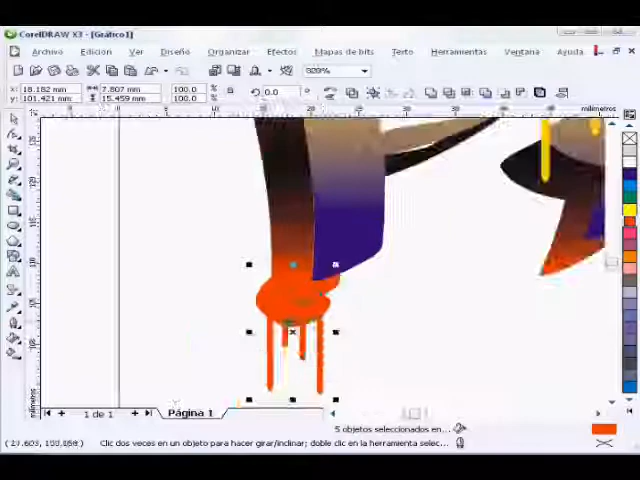 CorelDRAW X3 - [Gráfico1]
Archivo Edicion Ver Diseño Organizar Efectos Mapas de bits Texto Herramientas Ventana Ayuda
320%
x: 18.182 mm 7.807 mm 100.0 % 0.0 °
y: 101.421 mm 15.459 mm 100.0 %
milímetros
milímetros
1 de 1 Página 1
5 objetos seleccionados en...
Clic dos veces en un objeto para hacer girar/inclinar; doble clic en la herramienta selec...